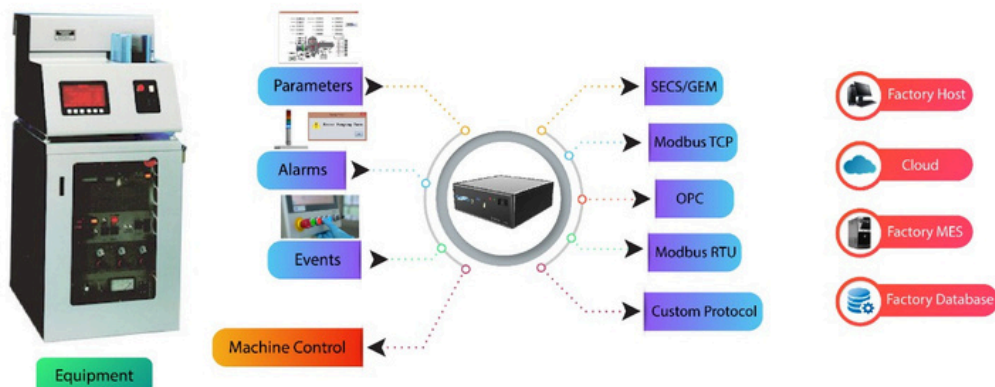 Parameters
Alarms
Events
Machine Control
Equipment
SECS/GEM
Modbus TCP
OPC
Modbus RTU
Custom Protocol
Factory Host
Cloud
Factory MES
Factory Database